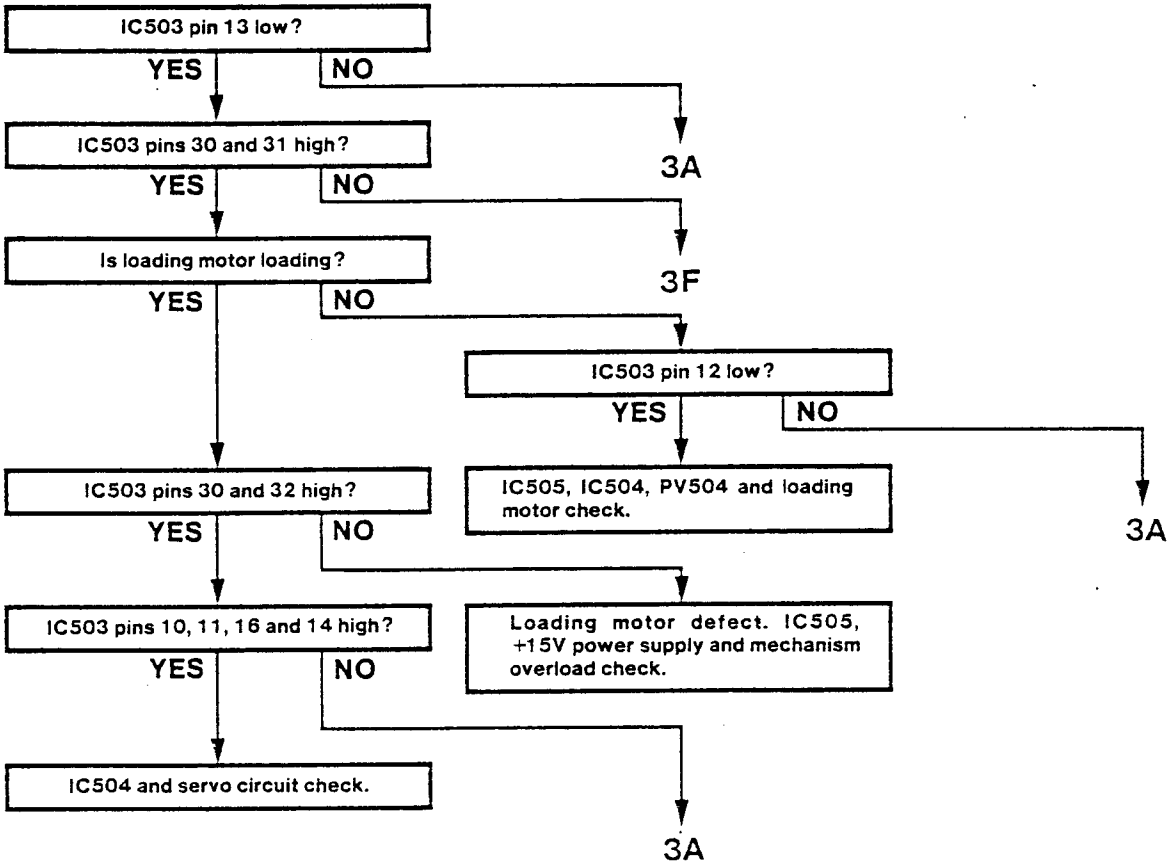 IC503 pin 13 low?
YES
NO
IC503 pins 30 and 31 high?
3A
YES
NO
Is loading motor loading?
3F
YES
NO
IC503 pin 12 low?
YES
NO
IC503 pins 30 and 32 high?
IC505, IC504, PV504 and loading
motor check.
3A
YES
NO
IC503 pins 10, 11, 16 and 14 high?
Loading motor defect. IC505,
+15V power supply and mechanism
overload check.
YES
NO
IC504 and servo circuit check.
3A